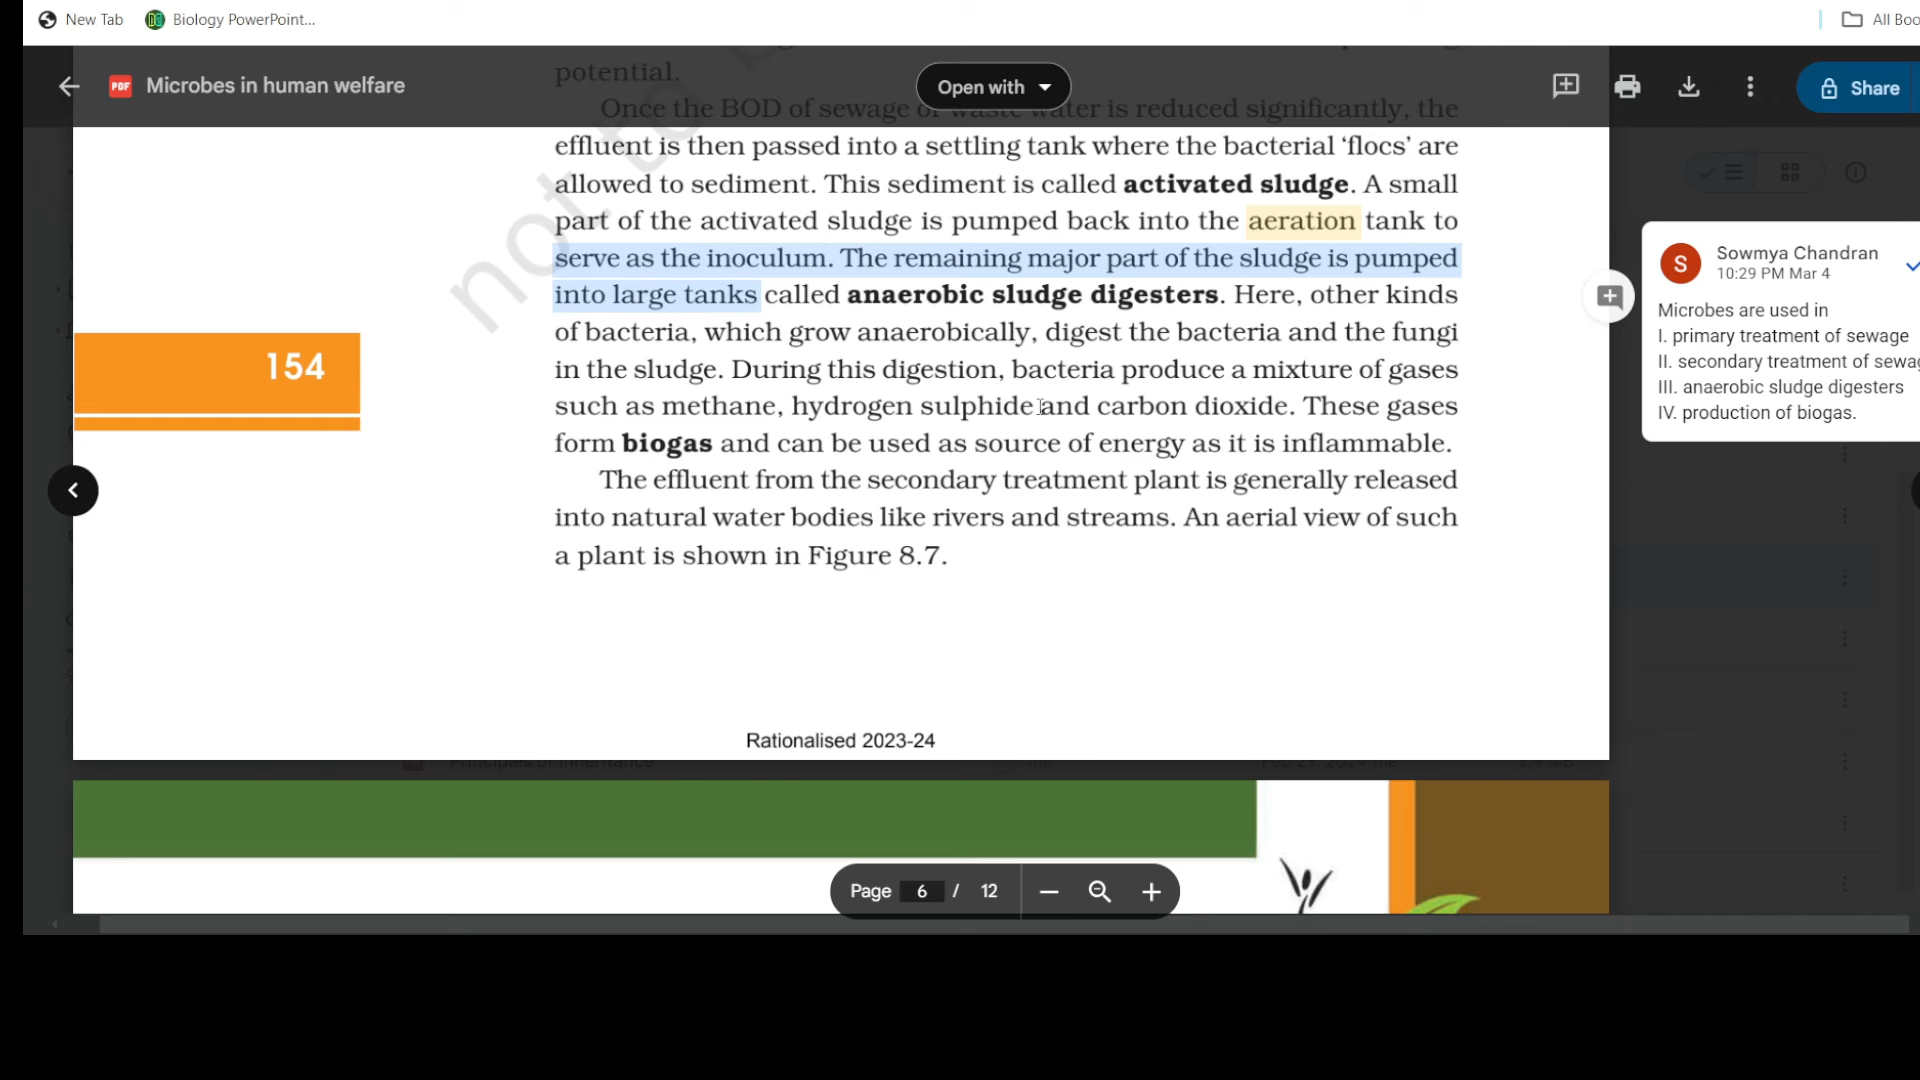 New Tab
Biology PowerPoint...
All Boo
Microbes in human welfare
Open with
Share
potential.
Once the BOD of sewage or waste water is reduced significantly, the
effluent is then passed into a settling tank where the bacterial ‘flocs’ are
allowed to sediment. This sediment is called activated sludge. A small
part of the activated sludge is pumped back into the aeration tank to
serve as the inoculum. The remaining major part of the sludge is pumped
into large tanks called anaerobic sludge digesters. Here, other kinds
of bacteria, which grow anaerobically, digest the bacteria and the fungi
in the sludge. During this digestion, bacteria produce a mixture of gases
such as methane, hydrogen sulphide and carbon dioxide. These gases
form biogas and can be used as source of energy as it is inflammable.
The effluent from the secondary treatment plant is generally released
into natural water bodies like rivers and streams. An aerial view of such
a plant is shown in Figure 8.7.
not to
154
S
Sowmya Chandran
10:29 PM Mar 4
Microbes are used in
I. primary treatment of sewage
II. secondary treatment of sewag
III. anaerobic sludge digesters
IV. production of biogas.
Rationalised 2023-24
Principles of Inheritance
Page 6 / 12